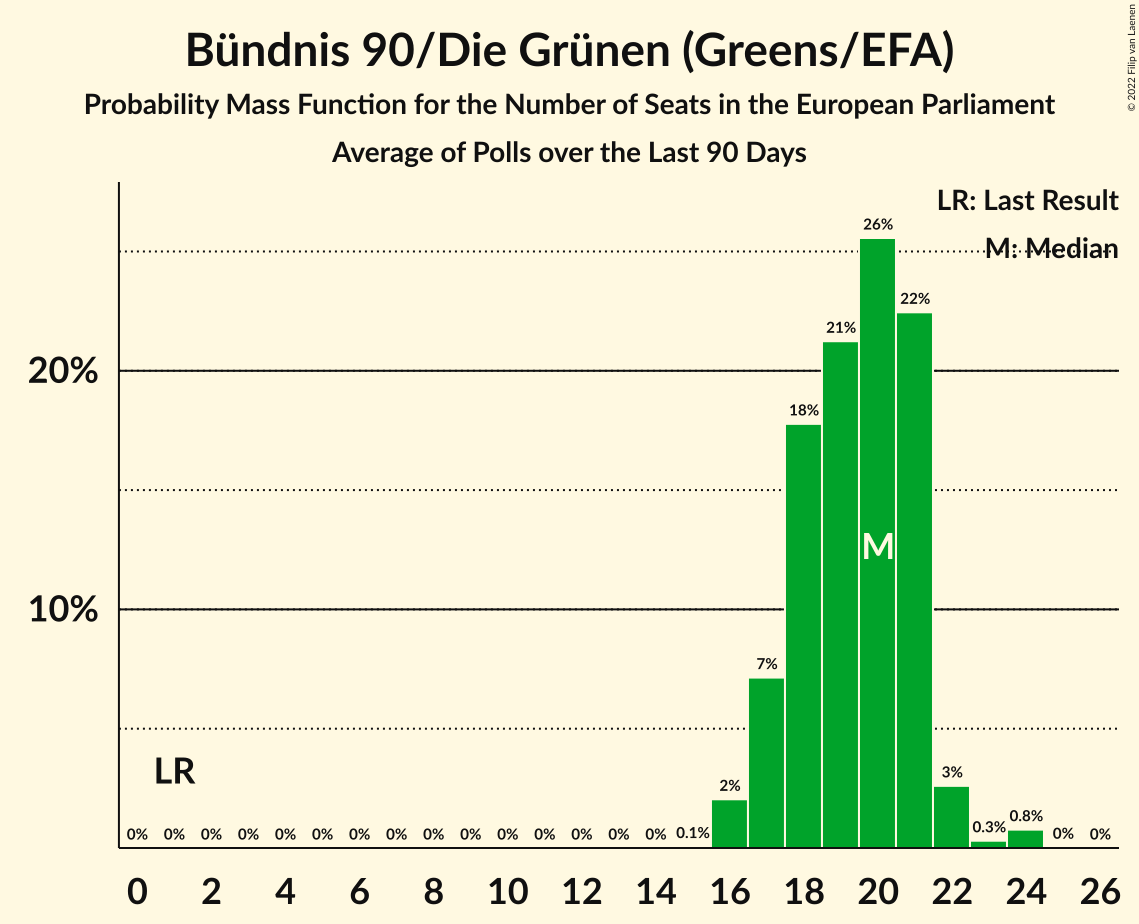 Bündnis 90/Die Grünen (Greens/EFA)
Probability Mass Function for the Number of Seats in the European Parliament
Average of Polls over the Last 90 Days
© 2022 Filip van Laenen
LR: Last Result
M: Median
26%
22%
21%
20%
18%
M
10%
7%
LR
2%
3%
0% 0% 0% 0% 0% 0% 0% 0% 0% 0% 0% 0% 0% 0% 0% 0.1% 0.3% 0.8% 0% 0%
0 2 4 6 8 10 12 14 16 18 20 22 24 26